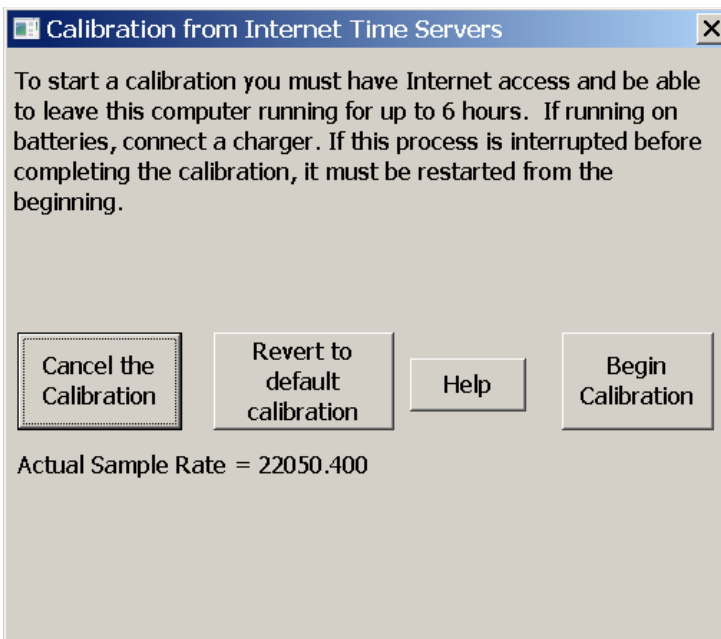 Calibration from Internet Time Servers
To start a calibration you must have Internet access and be able
to leave this computer running for up to 6 hours.  If running on
batteries, connect a charger. If this process is interrupted before
completing the calibration, it must be restarted from the
beginning.
Cancel the
Calibration
Revert to
default
calibration
Help
Begin
Calibration
Actual Sample Rate = 22050.400